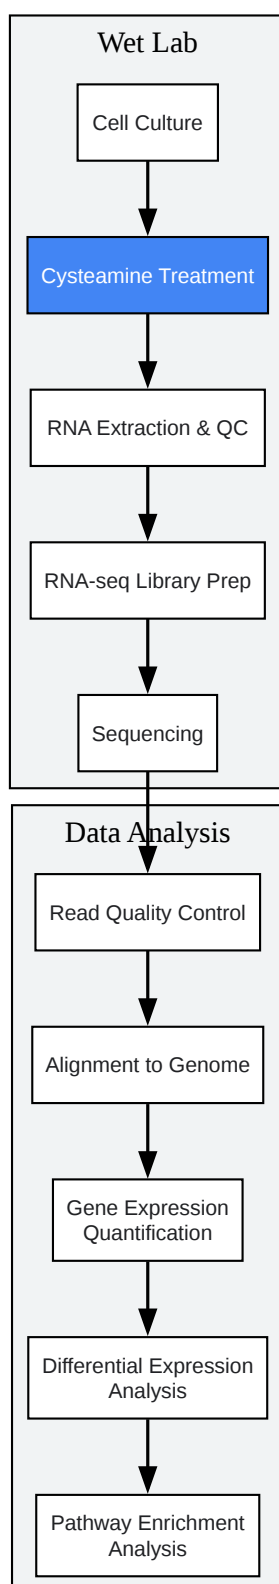 Wet Lab
Cell Culture
Cysteamine Treatment
RNA Extraction & QC
RNA-seq Library Prep
Sequencing
Data Analysis
Read Quality Control
Alignment to Genome
Gene Expression
Quantification
Differential Expression
Analysis
Pathway Enrichment
Analysis